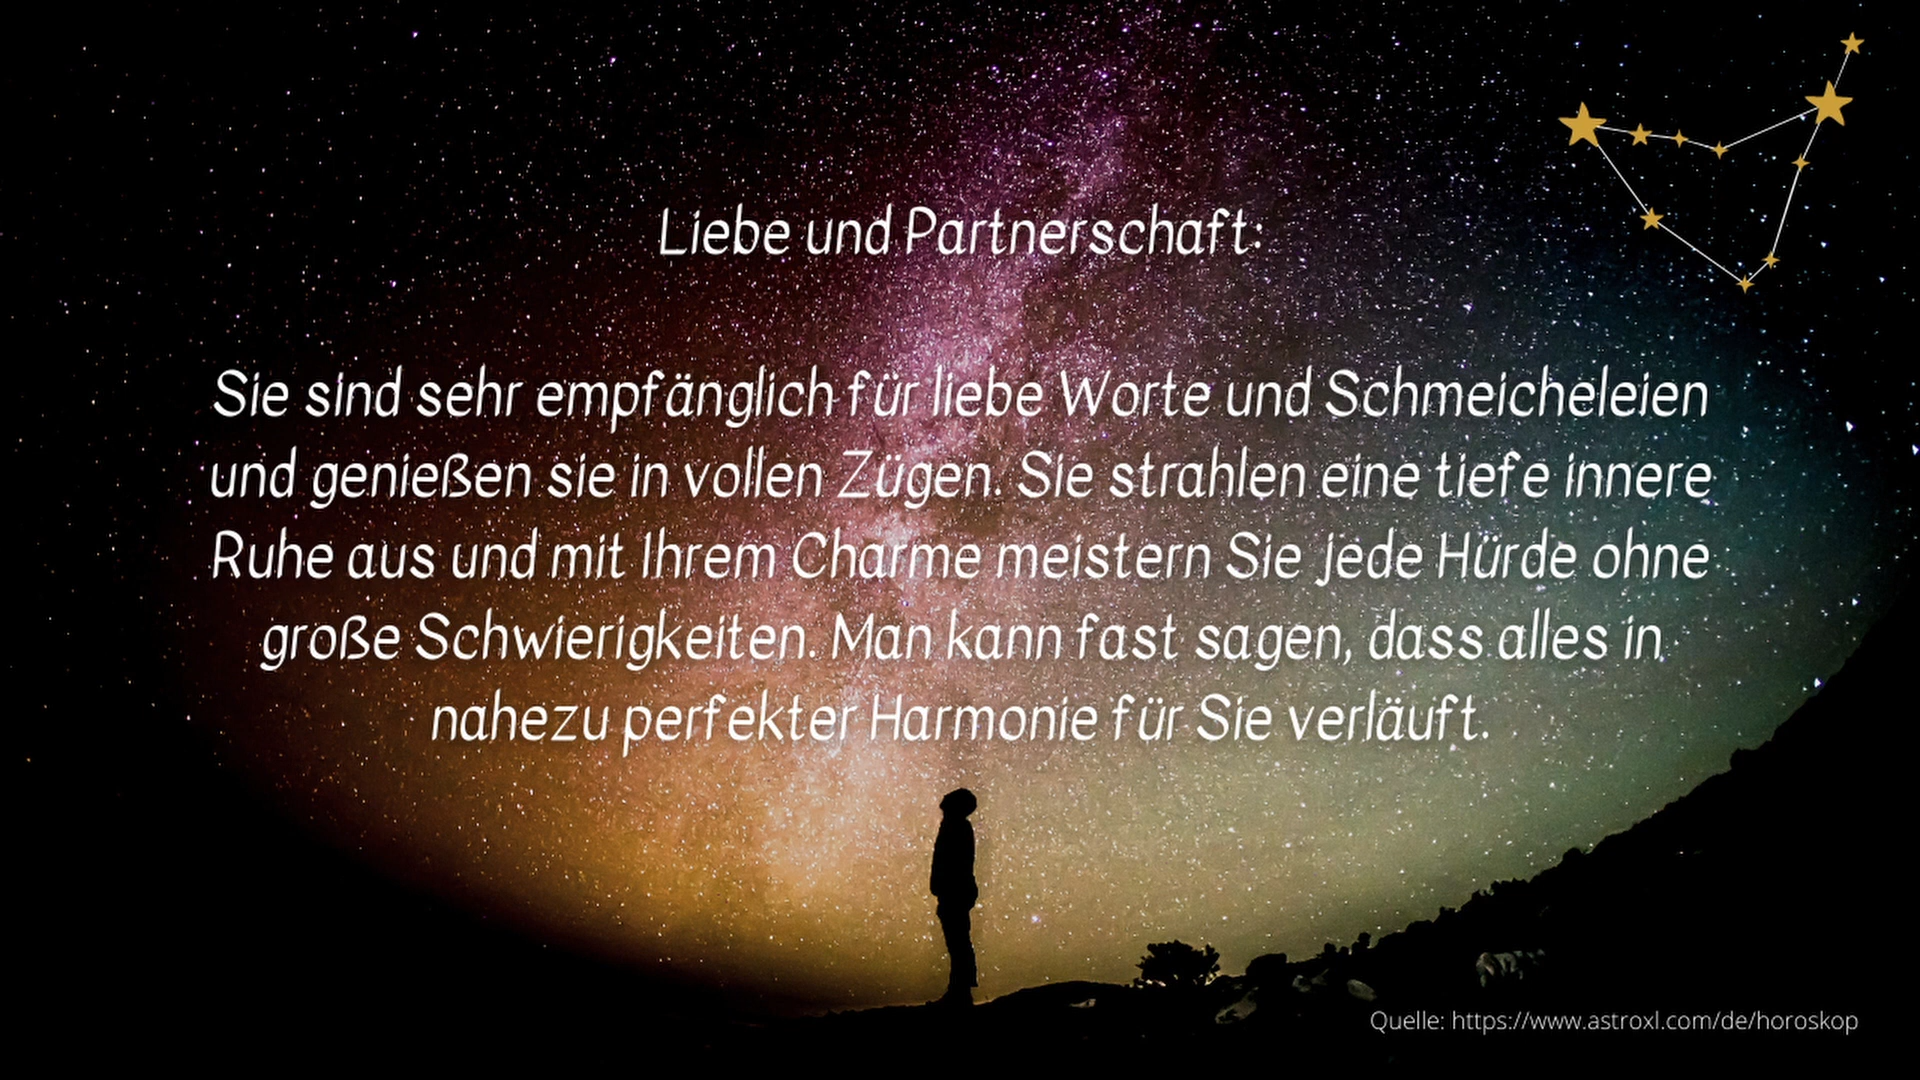 Liebe und Partnerschaft:
Sie sind sehr empfänglich für liebe Worte und Schmeicheleien
und genießen sie in vollen Zügen. Sie strahlen eine tiefe innere
Ruhe aus und mit Ihrem Charme meistern Sie jede Hürde ohne
große Schwierigkeiten. Man kann fast sagen, dass alles in
nahezu perfekter Harmonie für Sie verläuft.
Quelle: https://www.astroxl.com/de/horoskop